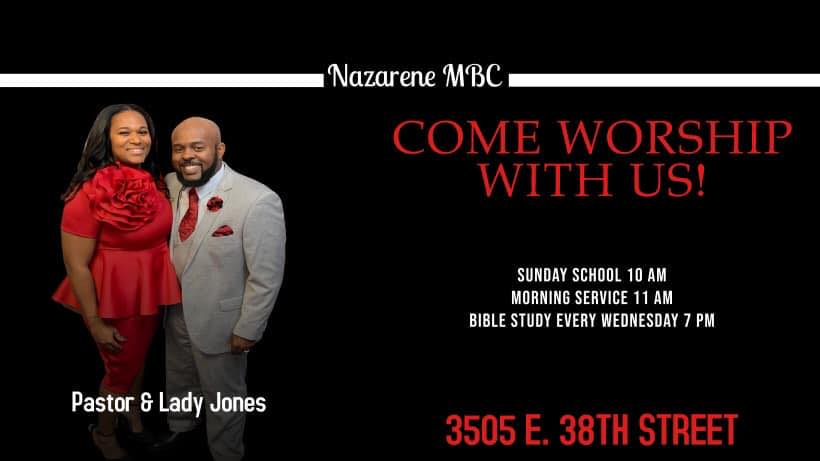 Nazarene MBC
COME WORSHIP
WITH US!
SUNDAY SCHOOL 10 AM
MORNING SERVICE 11 AM
BIBLE STUDY EVERY WEDNESDAY 7 PM
Pastor & Lady Jones
3505 E. 38TH STREET